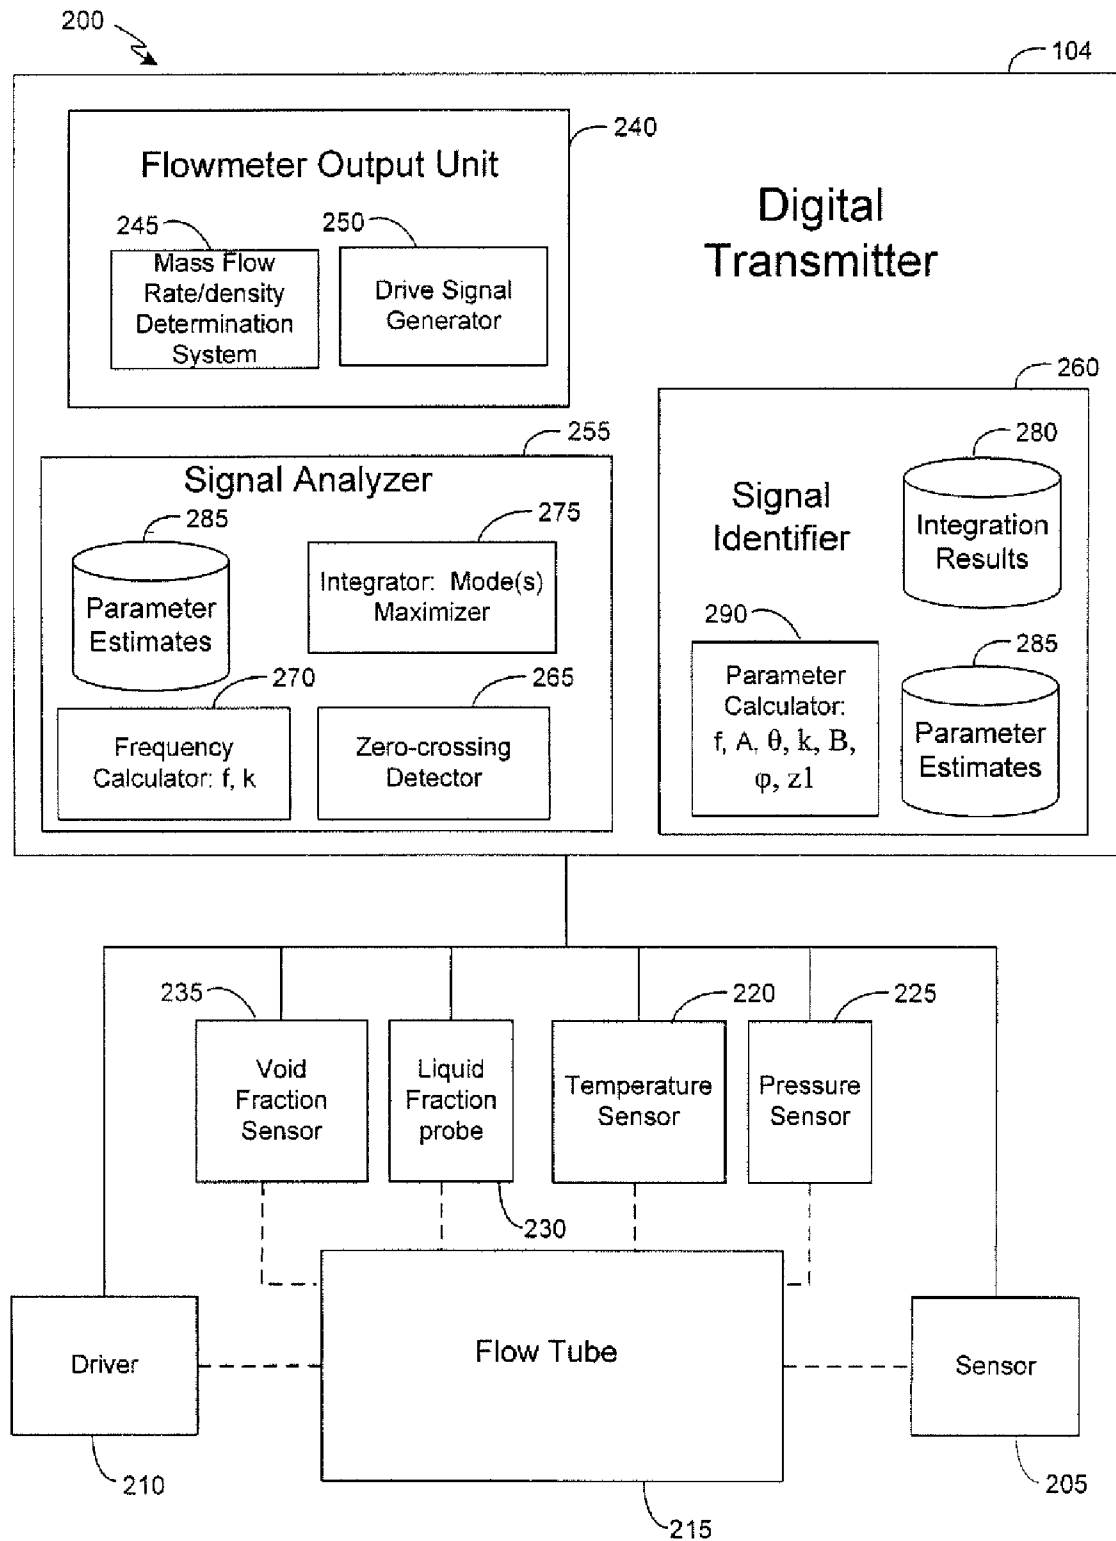 200
104
240
Flowmeter Output Unit
245
250
Mass Flow
Rate/density
Determination
System
Drive Signal
Generator
Digital
Transmitter
260
255
Signal Analyzer
285
Parameter
Estimates
275
Integrator: Mode(s)
Maximizer
270
Frequency
Calculator: f, k
265
Zero-crossing
Detector
Signal
Identifier
280
Integration
Results
290
Parameter
Calculator:
f, A, θ, k, B,
φ, z1
285
Parameter
Estimates
235
Void
Fraction
Sensor
Liquid
Fraction
probe
230
220
Temperature
Sensor
225
Pressure
Sensor
Driver
210
Flow Tube
215
Sensor
205